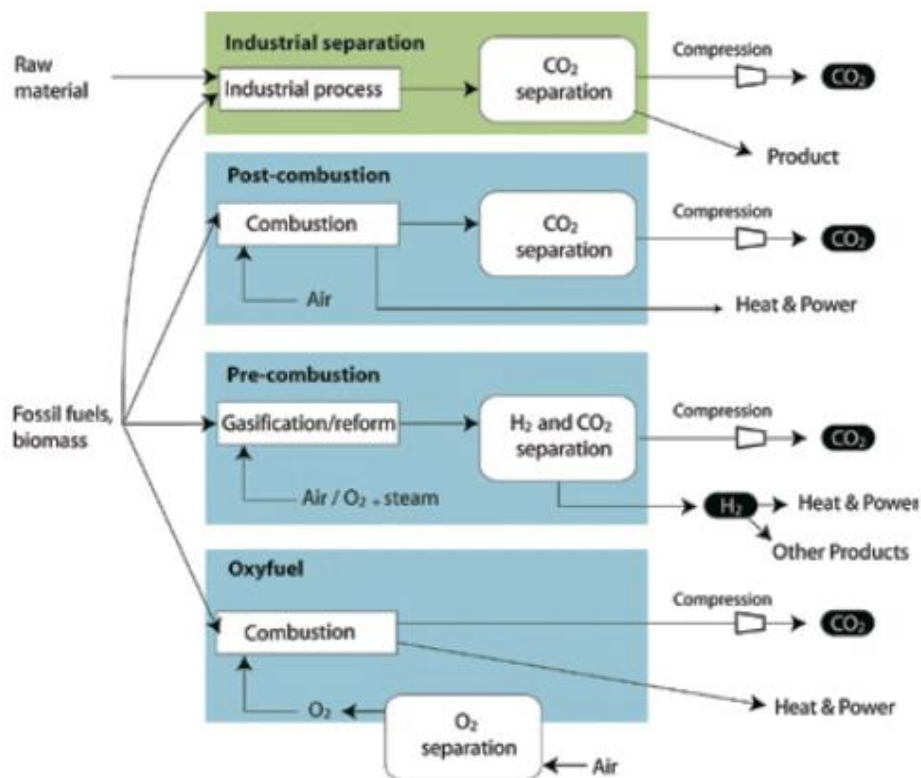 Industrial separation
Raw
material
Industrial process
CO₂
separation
Compression
CO₂
Product
Post-combustion
Combustion
CO₂
separation
Compression
CO₂
Air
Heat & Power
Pre-combustion
Fossil fuels,
biomass
Gasification/reform
H₂ and CO₂
separation
Compression
CO₂
Air / O₂ + steam
H₂
Heat & Power
Other Products
Oxyfuel
Combustion
Compression
CO₂
O₂
O₂
separation
Heat & Power
Air